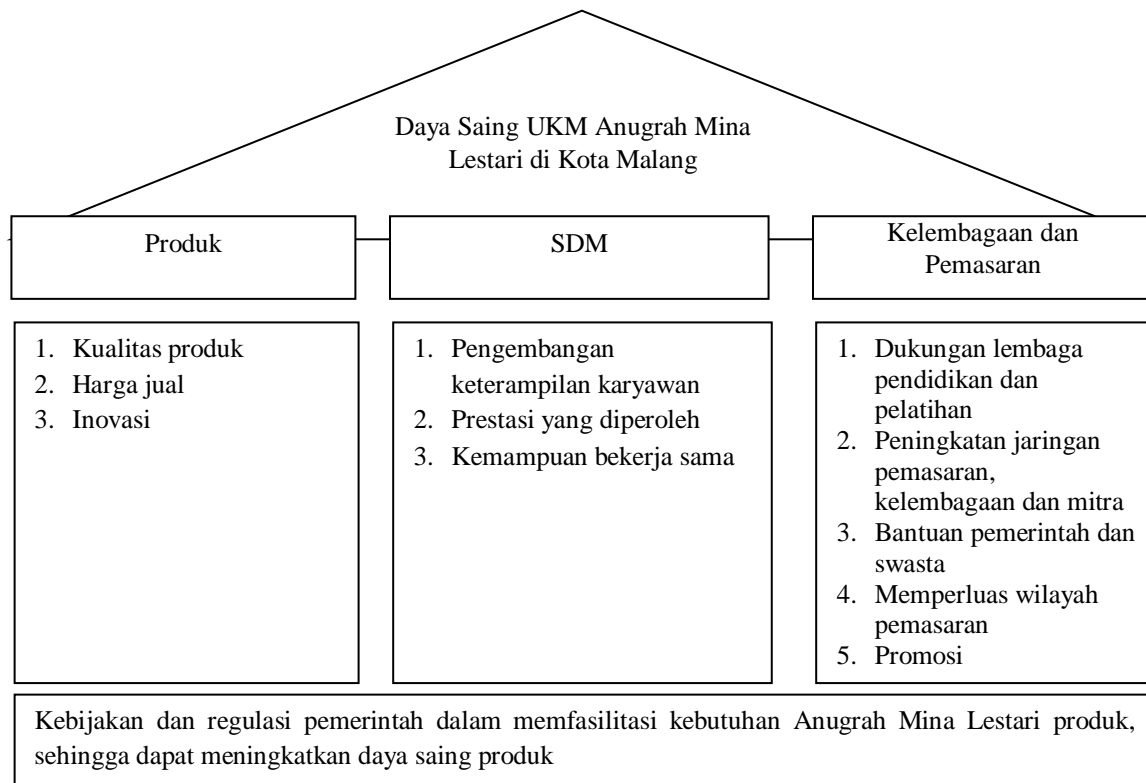 Daya Saing UKM Anugrah Mina
Lestari di Kota Malang
Produk
SDM
Kelembagaan dan
Pemasaran
1. Kualitas produk
2. Harga jual
3. Inovasi
1. Pengembangan
keterampilan karyawan
2. Prestasi yang diperoleh
3. Kemampuan bekerja sama
1. Dukungan lembaga
pendidikan dan
pelatihan
2. Peningkatan jaringan
pemasaran,
kelembagaan dan mitra
3. Bantuan pemerintah dan
swasta
4. Memperluas wilayah
pemasaran
5. Promosi
Kebijakan dan regulasi pemerintah dalam memfasilitasi kebutuhan Anugrah Mina Lestari produk,
sehingga dapat meningkatkan daya saing produk